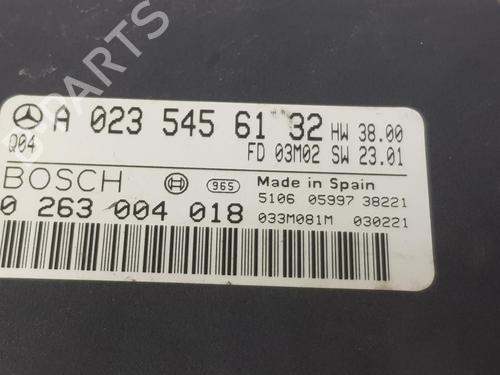 B PARTS
A 023 545 61 32 HW 38.00
Q04 FD 03M02 SW 23.01
BOSCH 965 Made in Spain
5106 05997 38221
0 263 004 018 033M081M 030221